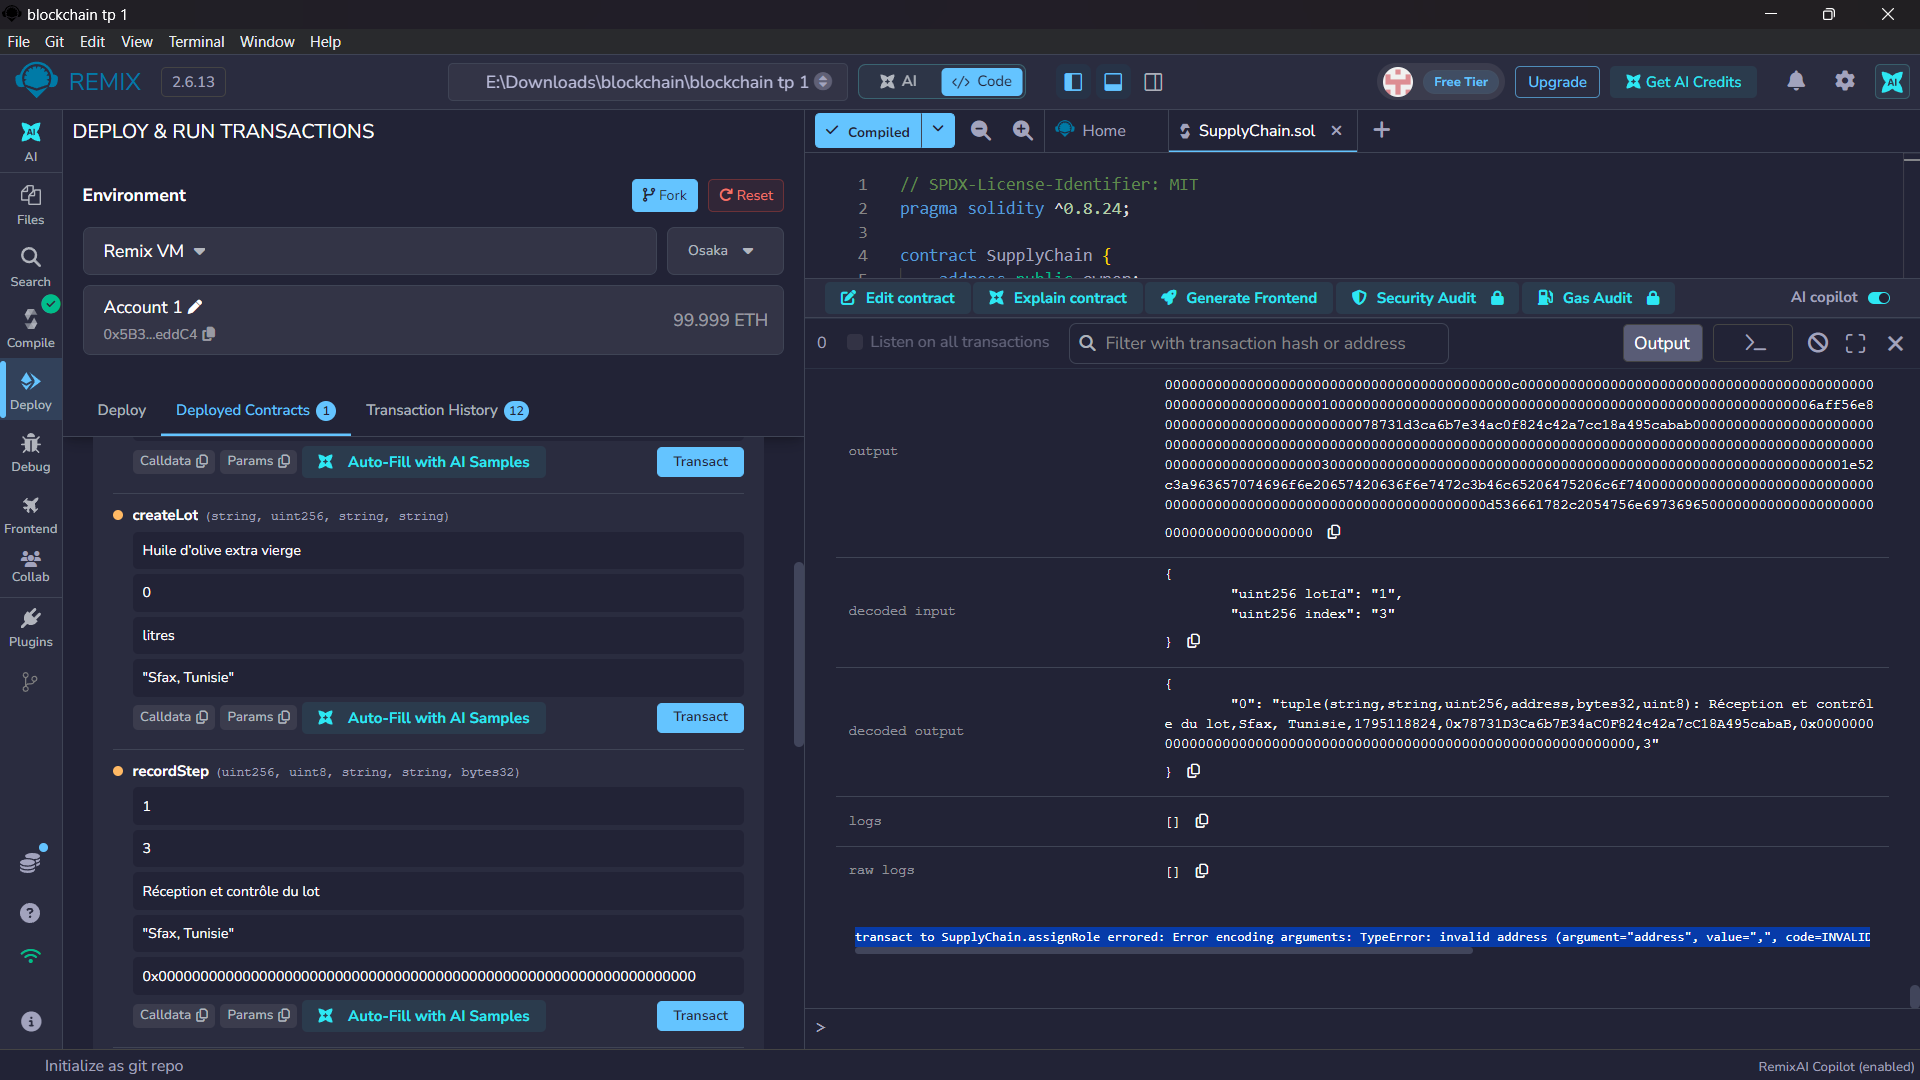 blockchain tp 1
File Git Edit View Terminal Window Help
REMIX 2.6.13 E:\Downloads\blockchain\blockchain tp 1 AI Code Free Tier Upgrade Get AI Credits AI
AI
Files
Search
Compile
Deploy
Debug
Frontend
Collab
Plugins
DEPLOY & RUN TRANSACTIONS
Environment Fork Reset
Remix VM Osaka
Account 1
0x5B3...eddC4
99.999 ETH
Deploy Deployed Contracts 1 Transaction History 12
Calldata Params Auto-Fill with AI Samples Transact
createLot (string, uint256, string, string)
Huile d'olive extra vierge
0
litres
"Sfax, Tunisie"
Calldata Params Auto-Fill with AI Samples Transact
recordStep (uint256, uint8, string, string, bytes32)
1
3
Réception et contrôle du lot
"Sfax, Tunisie"
Calldata Params Auto-Fill with AI Samples Transact
Compiled Home SupplyChain.sol
1 // SPDX-License-Identifier: MIT
2 pragma solidity ^0.8.24;
3
4 contract SupplyChain {
5 address public owner;
Edit contract Explain contract Generate Frontend Security Audit Gas Audit AI copilot
0 Listen on all transactions Filter with transaction hash or address Output >_
output
decoded input
{
"uint256 lotId": "1",
"uint256 index": "3"
}
decoded output
{
"0": "tuple(string,string,uint256,address,bytes32,uint8): Réception et contrôl
e du lot,Sfax, Tunisie,1795118824,0x78731D3Ca6b7E34aC0F824c42a7cC18A495cabaB,0x0000000
,3"
}
logs []
raw logs []
transact to SupplyChain.assignRole errored: Error encoding arguments: TypeError: invalid address (argument="address", value=",", code=INVALID
>
Initialize as git repo
RemixAI Copilot (enabled)